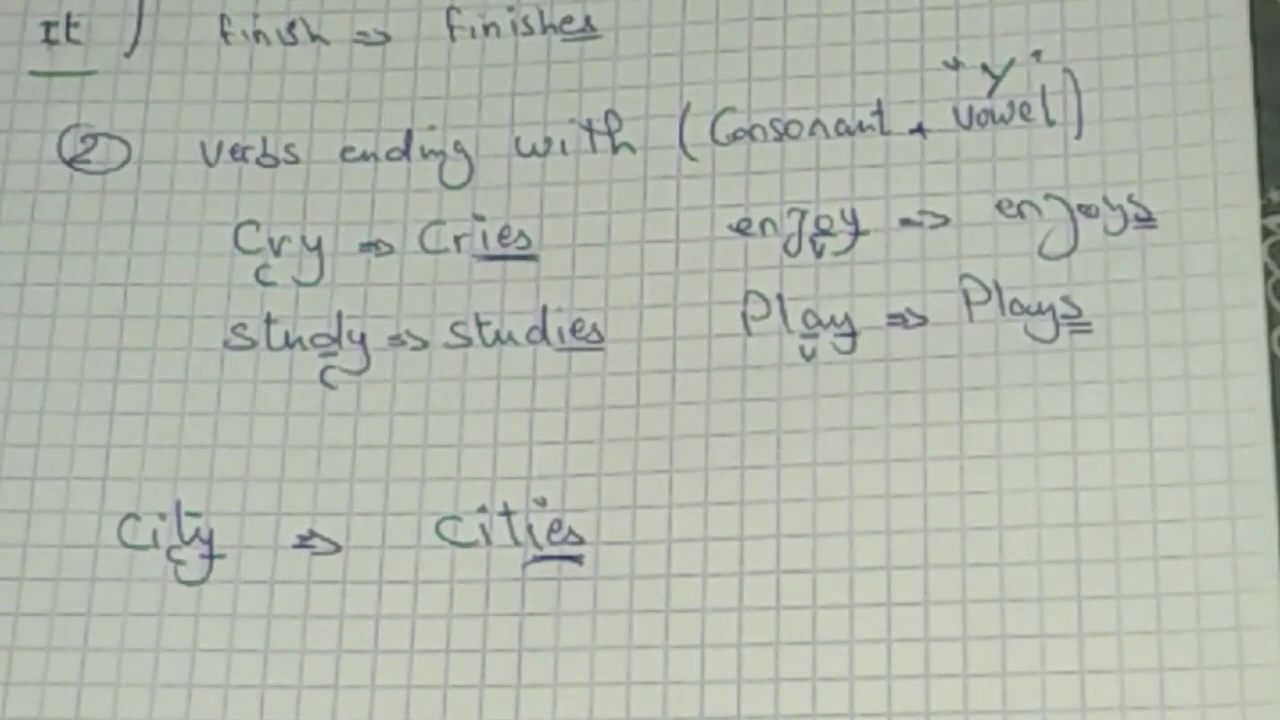 It ) finish => finishes
"y"
② verbs ending with (Consonant + vowel)
Cry => Cries enjoy => enjoys
c v
study => studies Play => Plays
c v
City => cities
c